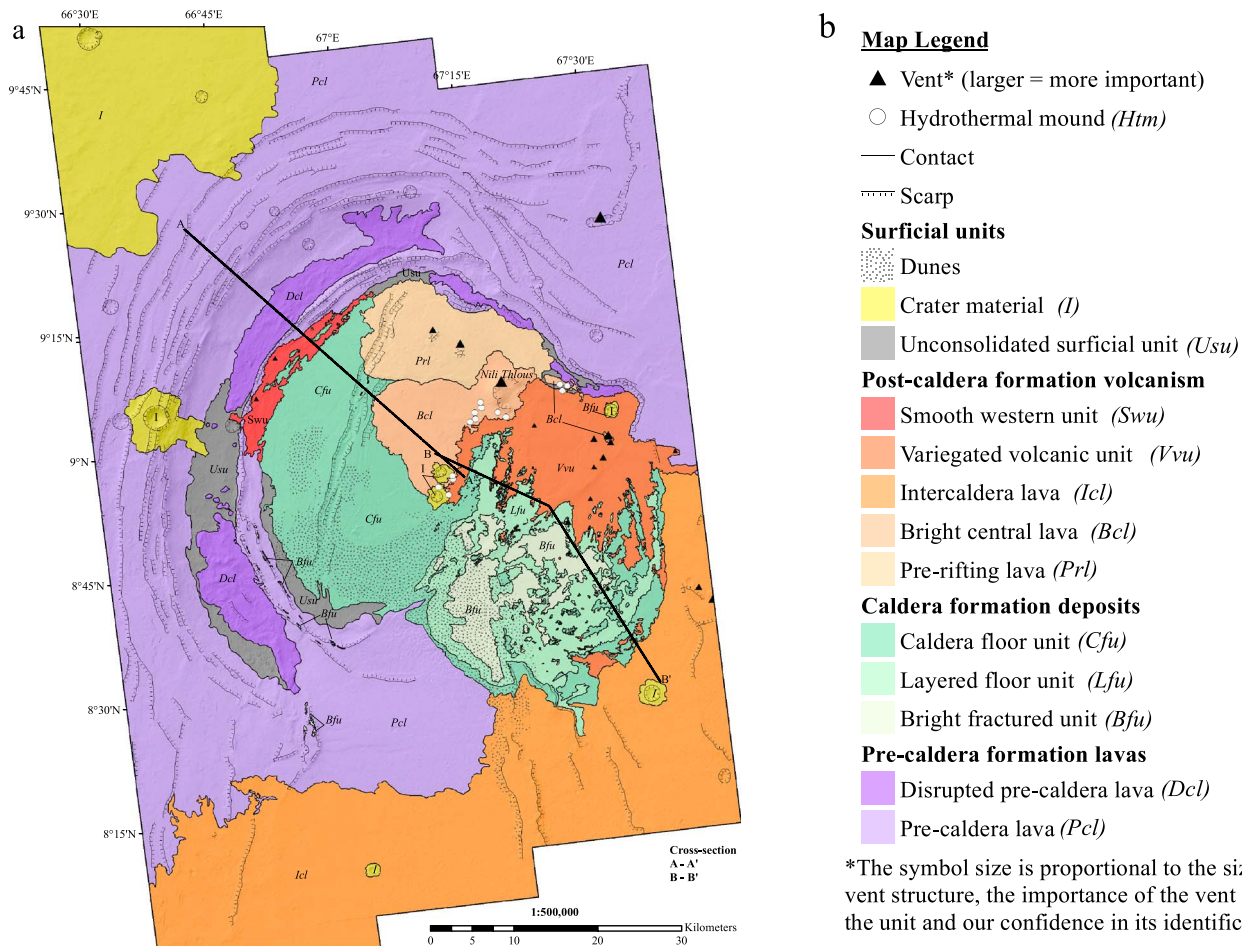 a
66°30'E
66°45'E
67°E
67°15'E
67°30'E
9°45'N
9°30'N
9°15'N
9°N
8°45'N
8°30'N
8°15'N
I
Pcl
A
Pcl
Usu
Dcl
Prl
Nili Tholus
Cfu
Bcl
Bcl
Bfu
I
I
Swu
B
I
Vvu
Usu
Cfu
Lfu
Bfu
Bfu
Dcl
Usu
Bfu
Bfu
B'
I
Bfu
Pcl
Icl
I
Cross-section
A - A'
B - B'
1:500,000
Kilometers
0 5 10 20 30
b
Map Legend
Vent* (larger = more important)
Hydrothermal mound (Htm)
Contact
Scarp
Surficial units
Dunes
Crater material (I)
Unconsolidated surficial unit (Usu)
Post-caldera formation volcanism
Smooth western unit (Swu)
Variegated volcanic unit (Vvu)
Intercaldera lava (Icl)
Bright central lava (Bcl)
Pre-rifting lava (Prl)
Caldera formation deposits
Caldera floor unit (Cfu)
Layered floor unit (Lfu)
Bright fractured unit (Bfu)
Pre-caldera formation lavas
Disrupted pre-caldera lava (Dcl)
Pre-caldera lava (Pcl)
*The symbol size is proportional to the siz
vent structure, the importance of the vent
the unit and our confidence in its identific